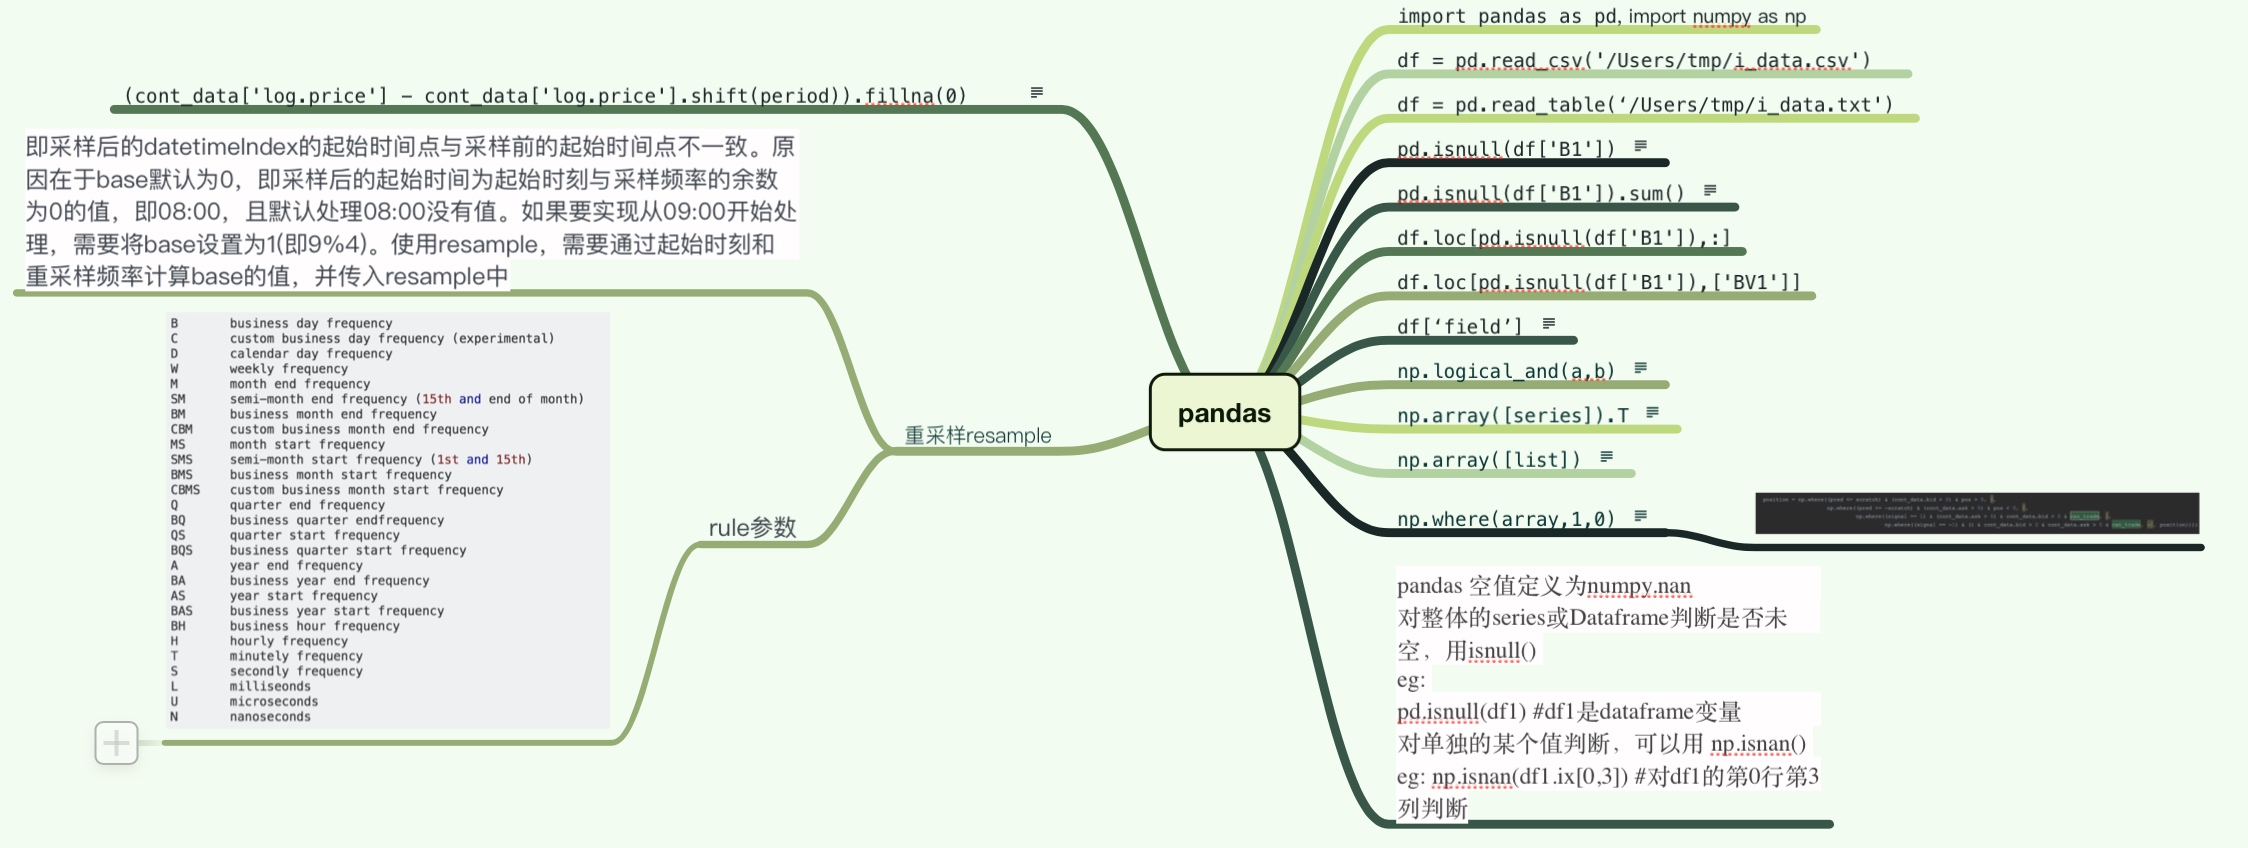 (cont_data['log.price'] - cont_data['log.price'].shift(period)).fillna(0)
即采样后的datetimeIndex的起始时间点与采样前的起始时间点不一致。原
因在于base默认为0，即采样后的起始时间为起始时刻与采样频率的余数
为0的值，即08:00，且默认处理08:00没有值。如果要实现从09:00开始处
理，需要将base设置为1(即9%4)。使用resample，需要通过起始时刻和
重采样频率计算base的值，并传入resample中
B business day frequency
C custom business day frequency (experimental)
D calendar day frequency
W weekly frequency
M month end frequency
SM semi-month end frequency (15th and end of month)
BM business month end frequency
CBM custom business month end frequency
MS month start frequency
SMS semi-month start frequency (1st and 15th)
BMS business month start frequency
CBMS custom business month start frequency
Q quarter end frequency
BQ business quarter endfrequency
QS quarter start frequency
BQS business quarter start frequency
A year end frequency
BA business year end frequency
AS year start frequency
BAS business year start frequency
BH business hour frequency
H hourly frequency
T minutely frequency
S secondly frequency
L milliseonds
U microseconds
N nanoseconds
rule参数
重采样resample
pandas
import pandas as pd, import numpy as np
df = pd.read_csv('/Users/tmp/i_data.csv')
df = pd.read_table(‘/Users/tmp/i_data.txt')
pd.isnull(df['B1'])
pd.isnull(df['B1']).sum()
df.loc[pd.isnull(df['B1']),:]
df.loc[pd.isnull(df['B1']),['BV1']]
df[‘field’]
np.logical_and(a,b)
np.array([series]).T
np.array([list])
np.where(array,1,0)
pandas 空值定义为numpy.nan
对整体的series或Dataframe判断是否未
空，用isnull()
eg:
pd.isnull(df1) #df1是dataframe变量
对单独的某个值判断，可以用 np.isnan()
eg: np.isnan(df1.ix[0,3]) #对df1的第0行第3
列判断